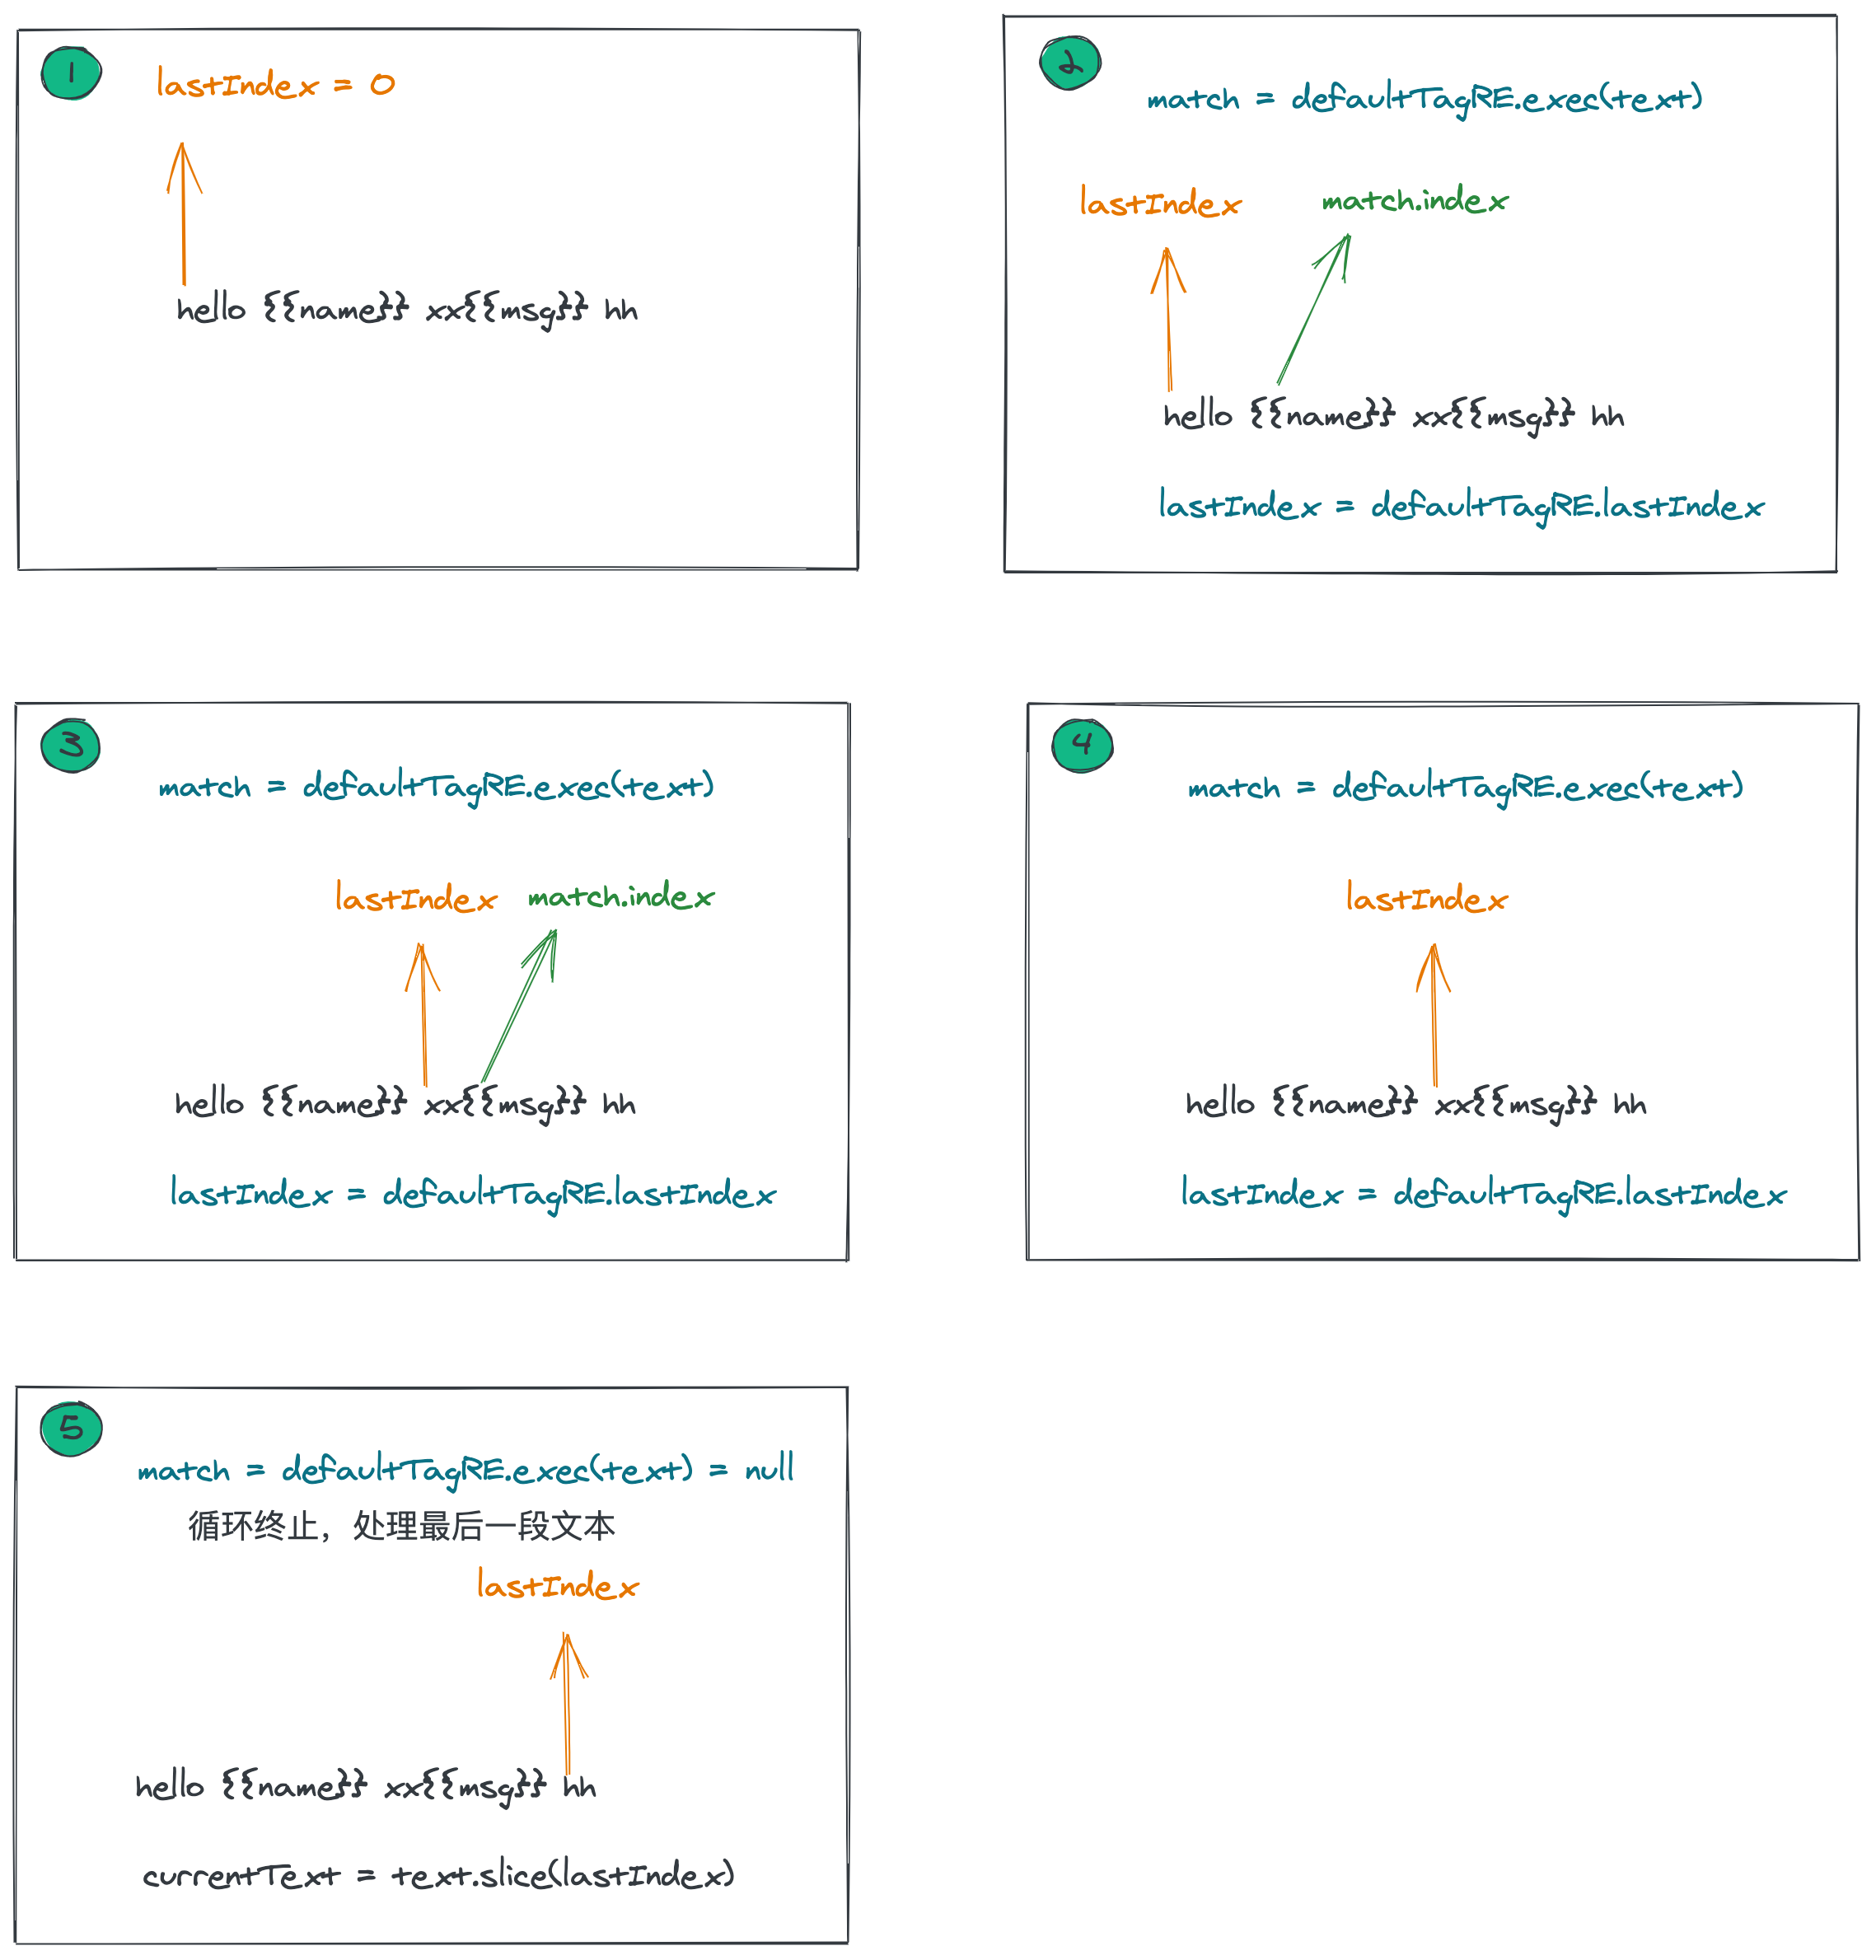 1
lastIndex = 0
hello {{name}} xx{{msg}} hh
2
match = defaultTagRE.exec(text)
lastIndex
match.index
hello {{name}} xx{{msg}} hh
lastIndex = defaultTagRE.lastIndex
3
match = defaultTagRE.exec(text)
lastIndex
match.index
hello {{name}} xx{{msg}} hh
lastIndex = defaultTagRE.lastIndex
4
match = defaultTagRE.exec(text)
lastIndex
hello {{name}} xx{{msg}} hh
lastIndex = defaultTagRE.lastIndex
5
match = defaultTagRE.exec(text) = null
循环终止，处理最后一段文本
lastIndex
hello {{name}} xx{{msg}} hh
currentText = text.slice(lastIndex)